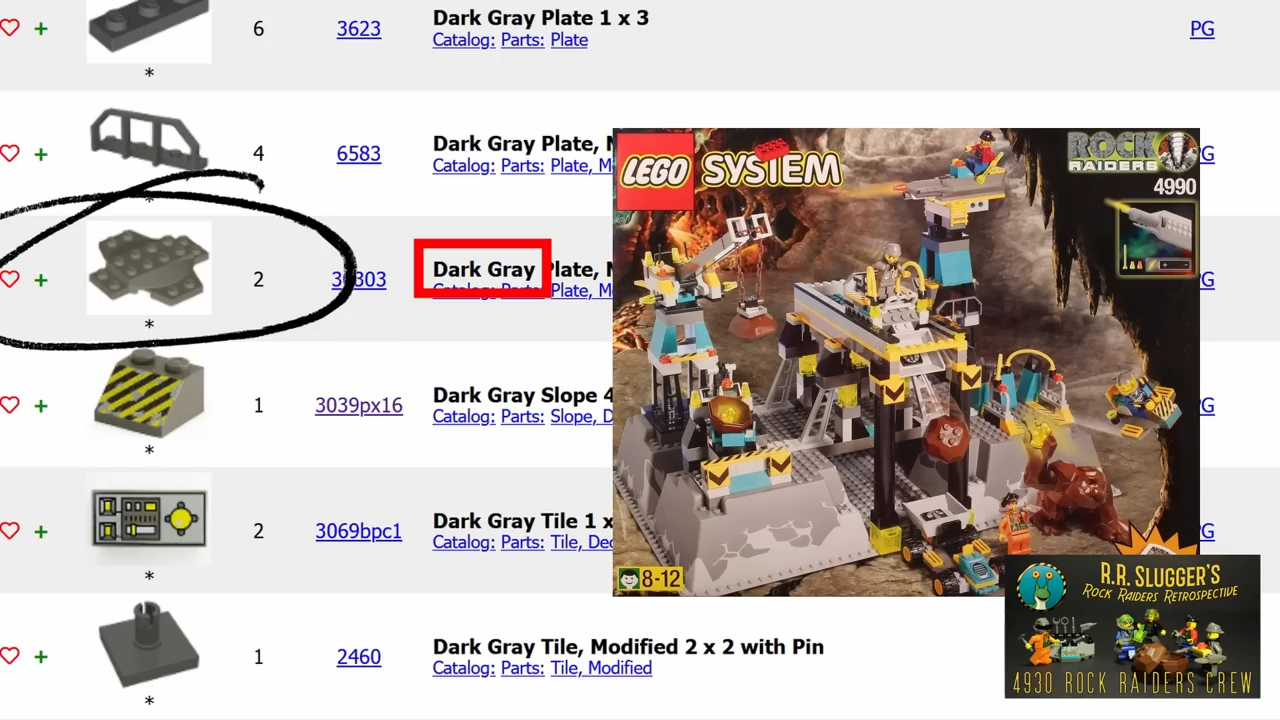 6 3623 Dark Gray Plate 1 x 3 PG
Catalog: Parts: Plate
*
4 6583 Dark Gray Plate, M
Catalog: Parts: Plate, M
*
2 Dark Gray Plate, M
Catalog: Parts: Plate, M
*
1 3039px16 Dark Gray Slope 4
Catalog: Parts: Slope, D
*
2 3069bpc1 Dark Gray Tile 1 x
Catalog: Parts: Tile, Dec
*
1 2460 Dark Gray Tile, Modified 2 x 2 with Pin
Catalog: Parts: Tile, Modified
*
LEGO SYSTEM
ROCK
RAIDERS
4990
8-12
R.R. SLUGGER'S
ROCK RAIDERS RETROSPECTIVE
4930 ROCK RAIDERS CREW